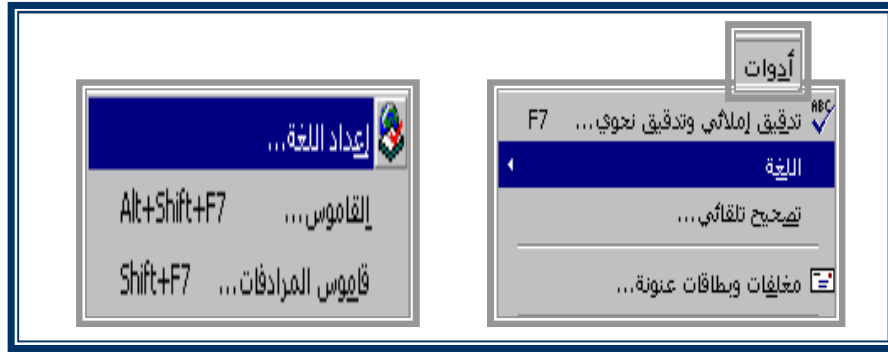 أدوات
تدقيق إملائي وتدقيق نحوي... F7
اللغة
تصحيح تلقائي...
مغلفات وبطاقات عنونة...
إعداد اللغة...
القاموس... Alt+Shift+F7
قاموس المرادفات... Shift+F7